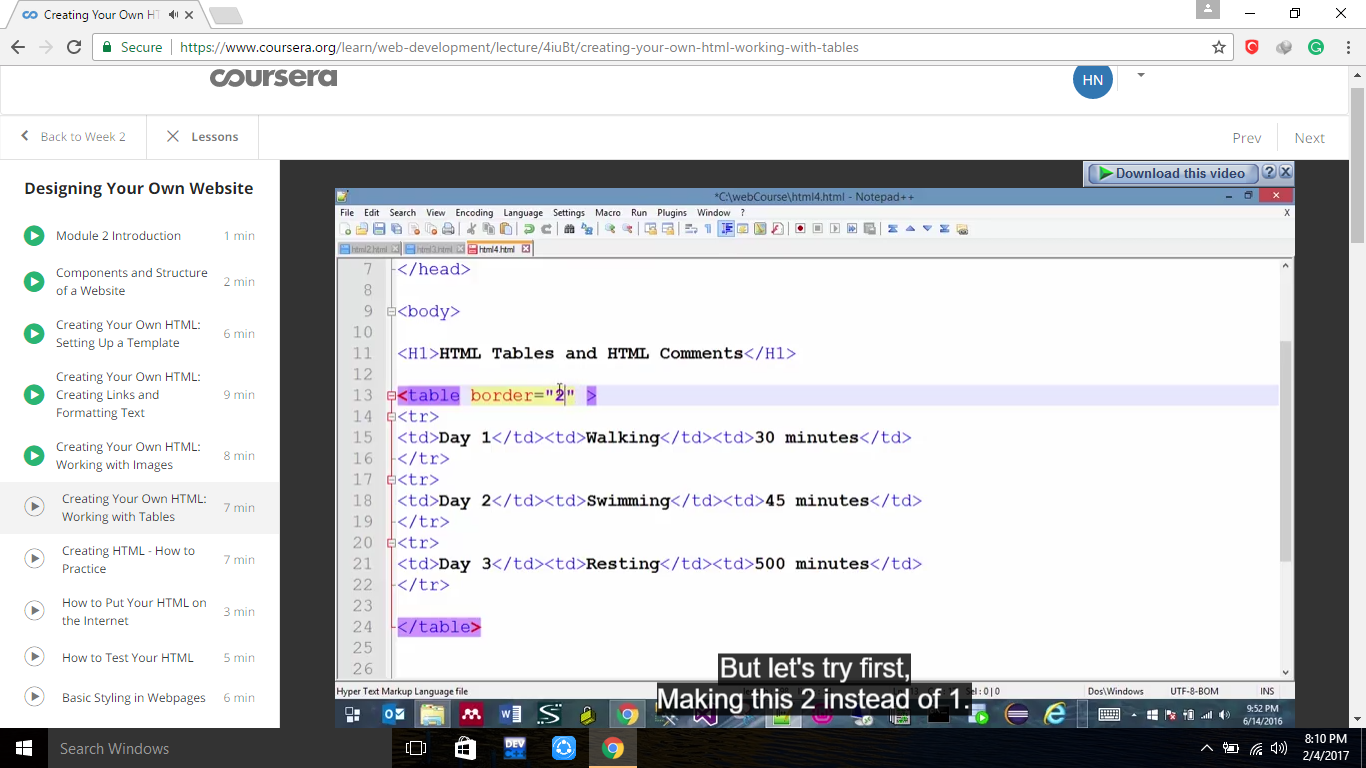 Creating Your Own HT
Secure
https://www.coursera.org/learn/web-development/lecture/4iuBt/creating-your-own-html-working-with-tables
coursera
HN
Back to Week 2
Lessons
Prev
Next
Designing Your Own Website
Module 2 Introduction
1 min
Components and Structure
of a Website
2 min
Creating Your Own HTML:
Setting Up a Template
6 min
Creating Your Own HTML:
Creating Links and
Formatting Text
9 min
Creating Your Own HTML:
Working with Images
8 min
Creating Your Own HTML:
Working with Tables
7 min
Creating HTML - How to
Practice
7 min
How to Put Your HTML on
the Internet
3 min
How to Test Your HTML
5 min
Basic Styling in Webpages
6 min
Download this video
*C:\webCourse\html4.html - Notepad++
File Edit Search View Encoding Language Settings Macro Run Plugins Window ?
X
html2.html html3.html html4.html
7 </head>
8
9 <body>
10
11 <H1>HTML Tables and HTML Comments</H1>
12
13 <table border="2" >
14 <tr>
15 <td>Day 1</td><td>Walking</td><td>30 minutes</td>
16 </tr>
17 <tr>
18 <td>Day 2</td><td>Swimming</td><td>45 minutes</td>
19 </tr>
20 <tr>
21 <td>Day 3</td><td>Resting</td><td>500 minutes</td>
22 </tr>
23
24 </table>
25
26
But let's try first,
Making this 2 instead of 1.
Hyper Text Markup Language file
Sel : 0 | 0
Dos\Windows
UTF-8-BOM
INS
9:52 PM
6/14/2016
Search Windows
DEV
8:10 PM
2/4/2017